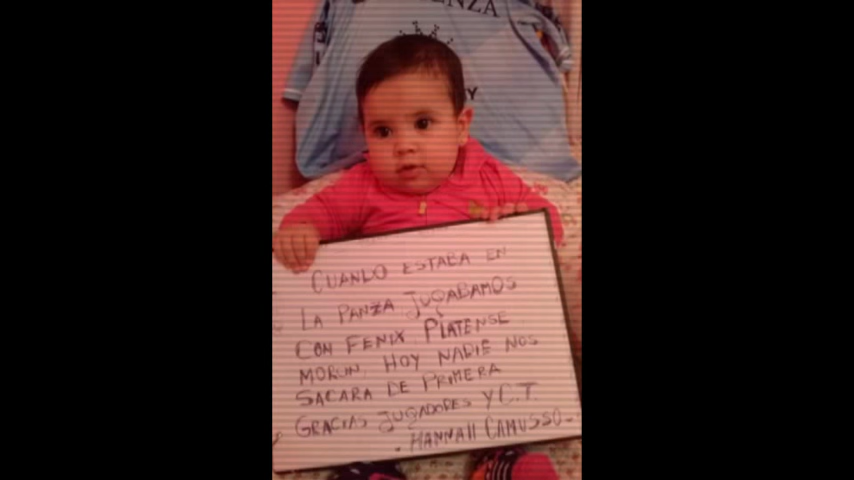 ENZA
Y
CUANDO ESTABA EN
LA PANZA JUGABAMOS
CON FENIX, PLATENSE
MORON, HOY NADIE NOS
SACARA DE PRIMERA
GRACIAS JUGADORES Y C.T.
- HANNAH CAMUSSO -